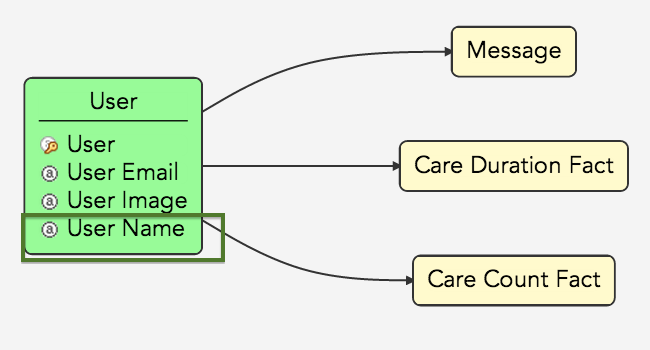 User
User
User Email
User Image
User Name
Message
Care Duration Fact
Care Count Fact